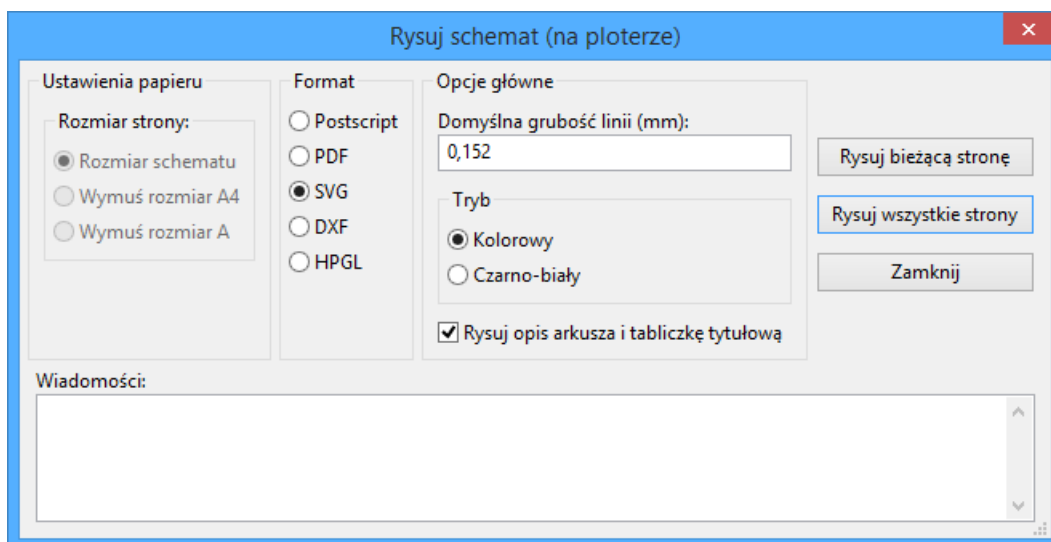 Rysuj schemat (na ploterze)
Ustawienia papieru
Rozmiar strony:
Rozmiar schematu
Wymuś rozmiar A4
Wymuś rozmiar A
Format
Postscript
PDF
SVG
DXF
HPGL
Opcje główne
Domyślna grubość linii (mm):
0,152
Tryb
Kolorowy
Czarno-biały
Rysuj opis arkusza i tabliczkę tytułową
Rysuj bieżącą stronę
Rysuj wszystkie strony
Zamknij
Wiadomości: